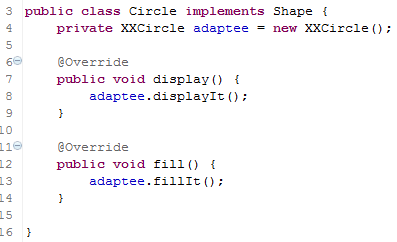 3 public class Circle implements Shape {
4     private XXCircle adaptee = new XXCircle();
5
6     @Override
7     public void display() {
8         adaptee.displayIt();
9     }
10
11     @Override
12     public void fill() {
13         adaptee.fillIt();
14     }
15
16 }